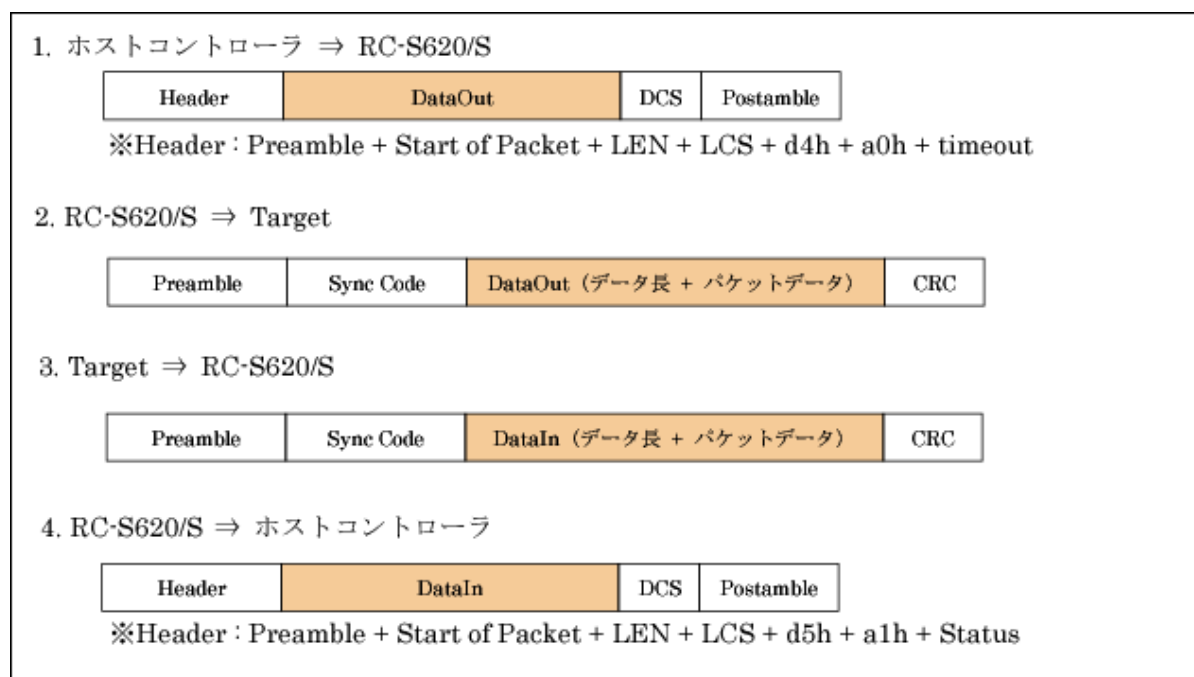 1. ホストコントローラ ⇒ RC-S620/S
Header DataOut DCS Postamble
※Header : Preamble + Start of Packet + LEN + LCS + d4h + a0h + timeout
2. RC-S620/S ⇒ Target
Preamble Sync Code DataOut (データ長 + パケットデータ) CRC
3. Target ⇒ RC-S620/S
Preamble Sync Code DataIn (データ長 + パケットデータ) CRC
4. RC-S620/S ⇒ ホストコントローラ
Header DataIn DCS Postamble
※Header : Preamble + Start of Packet + LEN + LCS + d5h + a1h + Status